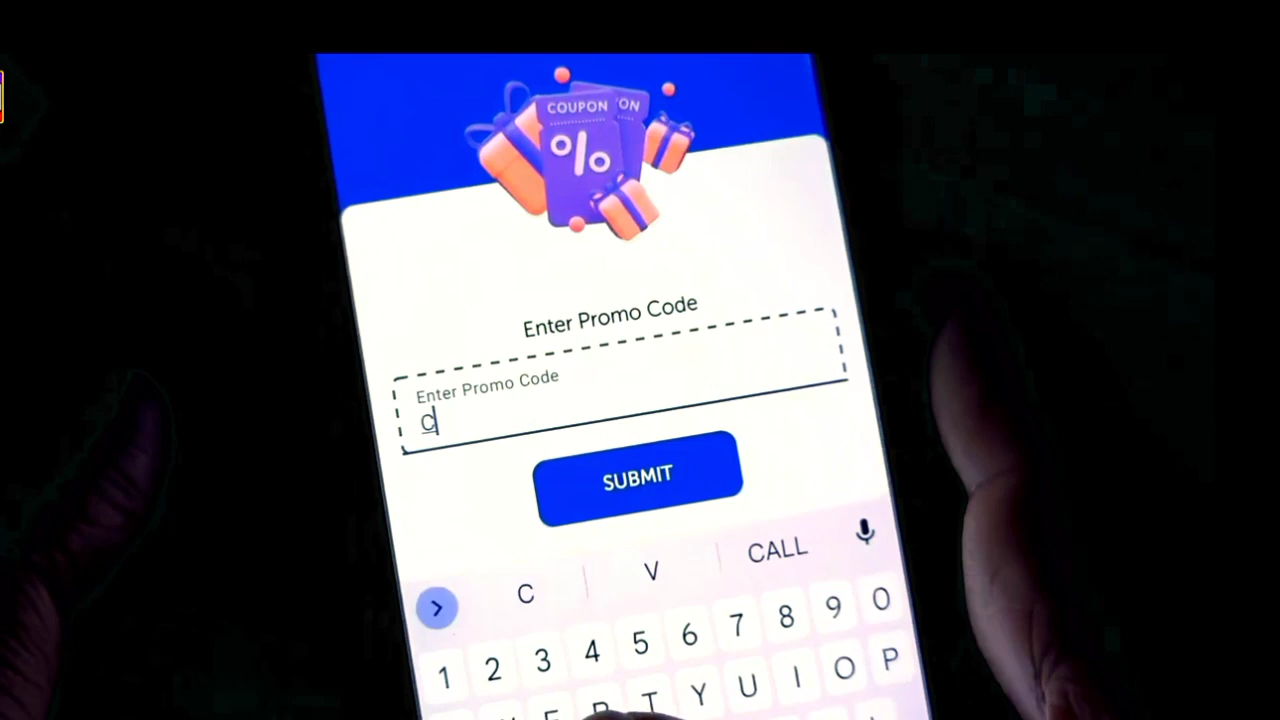 COUPON ON
%
Enter Promo Code
Enter Promo Code
C
SUBMIT
C V CALL
1 2 3 4 5 6 7 8 9 0
T Y U I O P